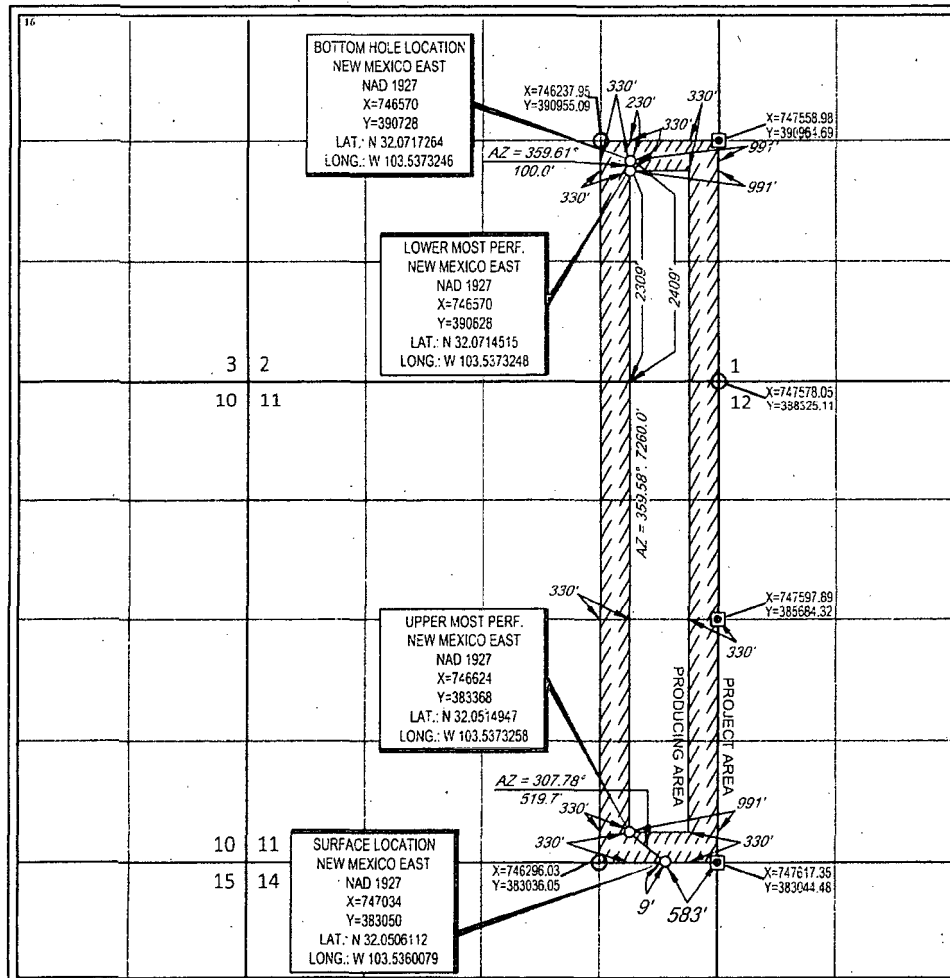 16
BOTTOM HOLE LOCATION
NEW MEXICO EAST
NAD 1927
X=746570
Y=390728
LAT.: N 32.0717264
LONG.: W 103.5373246
X=746237.95
Y=390955.09
330'
230'
330'
330'
X=747558.98
Y=390964.69
991'
AZ = 359.61°
100.0'
330'
991'
LOWER MOST PERF.
NEW MEXICO EAST
NAD 1927
X=746570
Y=390628
LAT.: N 32.0714515
LONG.: W 103.5373248
2309'
2409'
3 2
1
10 11
12
X=747578.05
Y=388325.11
AZ = 359.58°, 7260.0'
330'
X=747597.89
Y=385684.32
330'
UPPER MOST PERF.
NEW MEXICO EAST
NAD 1927
X=746624
Y=383368
LAT.: N 32.0514947
LONG.: W 103.5373258
PRODUCING AREA
PROJECT AREA
AZ = 307.78°
519.7'
330'
991'
330'
330'
10 11
15 14
SURFACE LOCATION
NEW MEXICO EAST
NAD 1927
X=747034
Y=383050
LAT.: N 32.0506112
LONG.: W 103.5360079
X=746296.03
Y=383036.05
9'
583'
X=747617.35
Y=383044.48